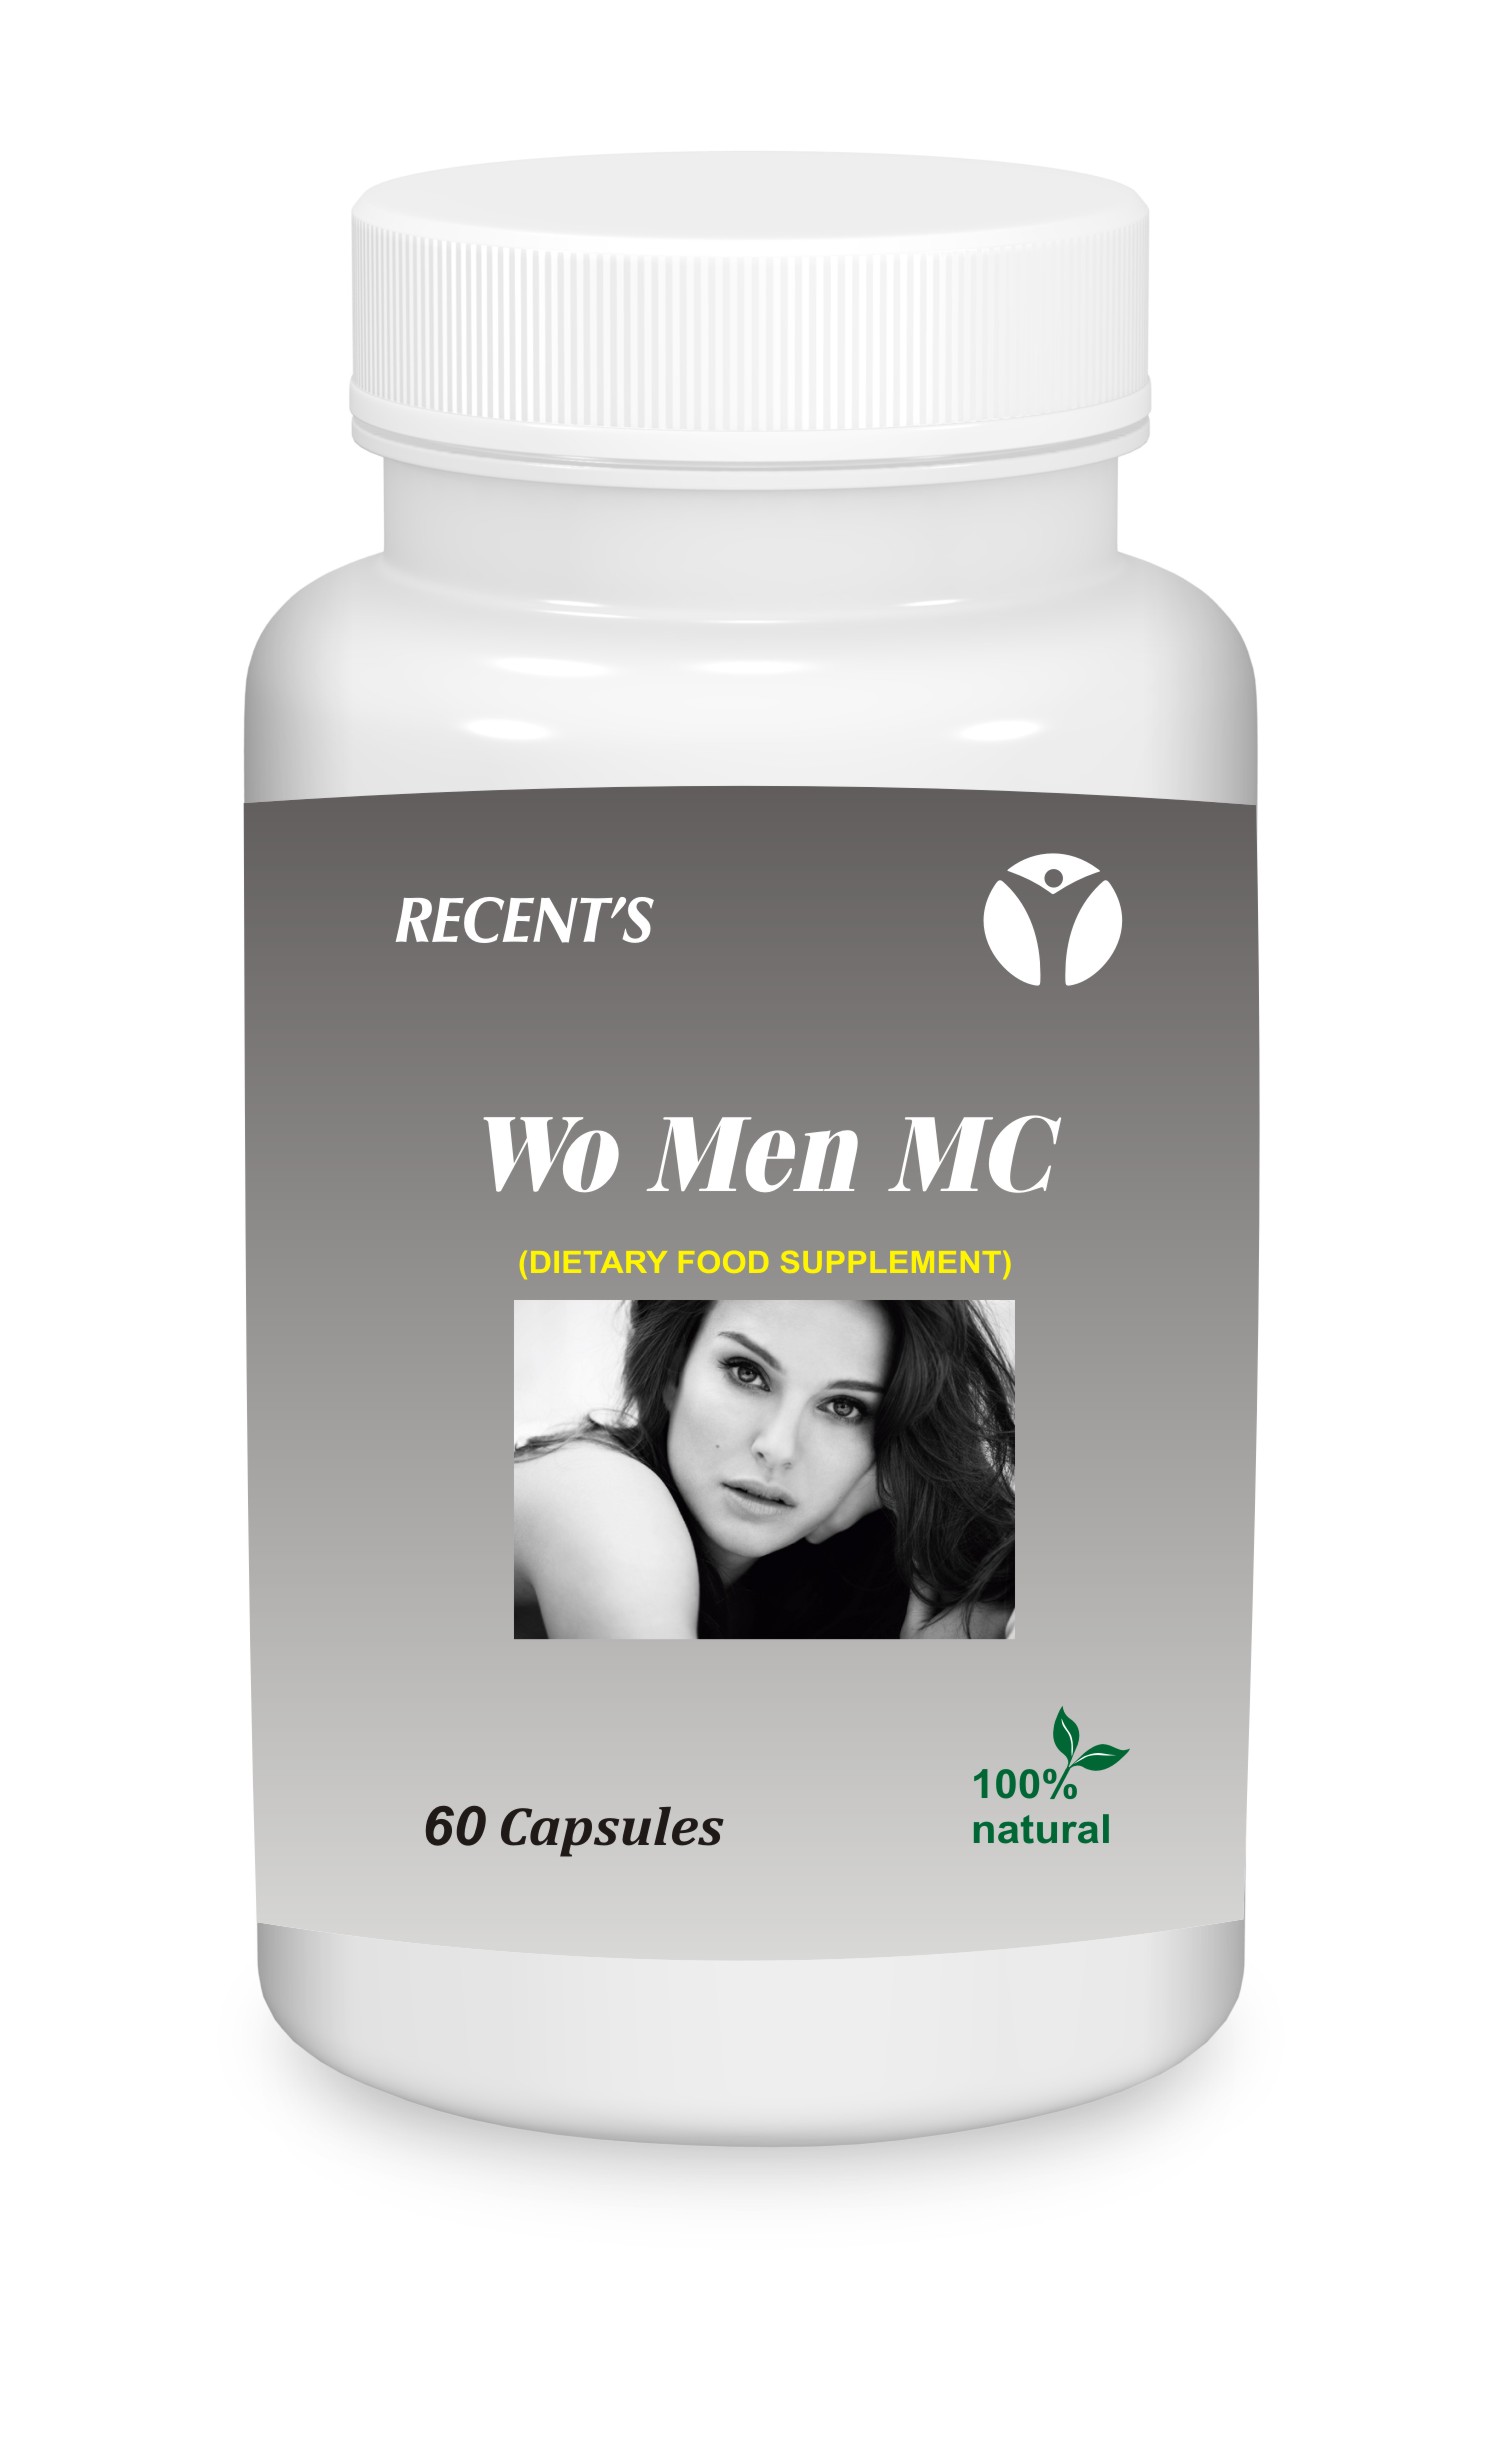 RECENT'S
Wo Men MC
(DIETARY FOOD SUPPLEMENT)
60 Capsules
100%
natural